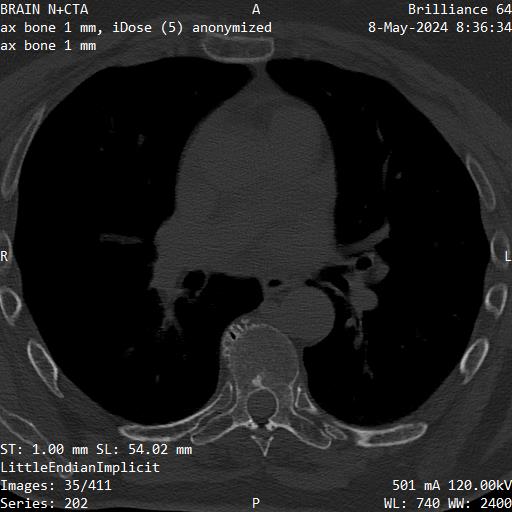 BRAIN N+CTA
ax bone 1 mm, iDose (5) anonymized
ax bone 1 mm
A
Brilliance 64
8-May-2024 8:36:34
R
L
ST: 1.00 mm SL: 54.02 mm
LittleEndianImplicit
Images: 35/411
Series: 202
P
501 mA 120.00kV
WL: 740 WW: 2400